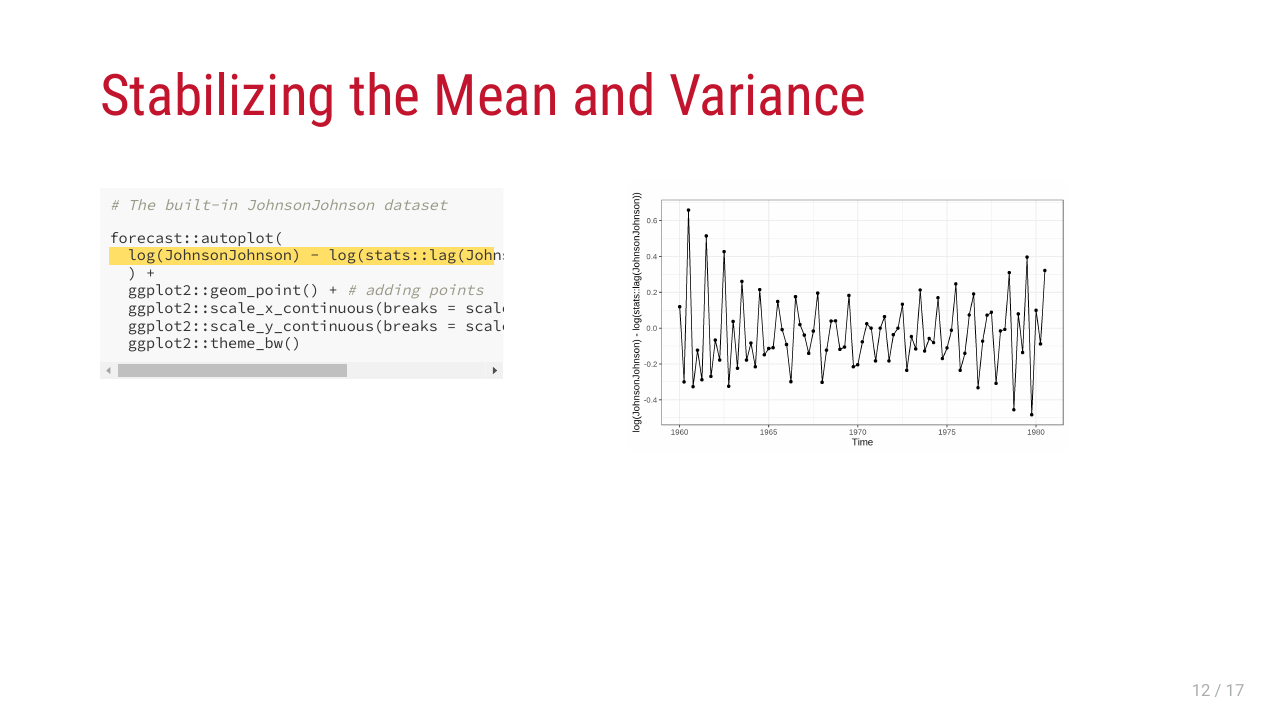 Stabilizing the Mean and Variance
# The built-in JohnsonJohnson dataset
forecast::autoplot(
log(JohnsonJohnson) - log(stats::lag(Johns
) +
ggplot2::geom_point() + # adding points
ggplot2::scale_x_continuous(breaks = scale
ggplot2::scale_y_continuous(breaks = scale
ggplot2::theme_bw()
log(JohnsonJohnson) - log(stats::lag(JohnsonJohnson))
0.6
0.4
0.2
0.0
-0.2
-0.4
1960 1965 1970 1975 1980
Time
12 / 17